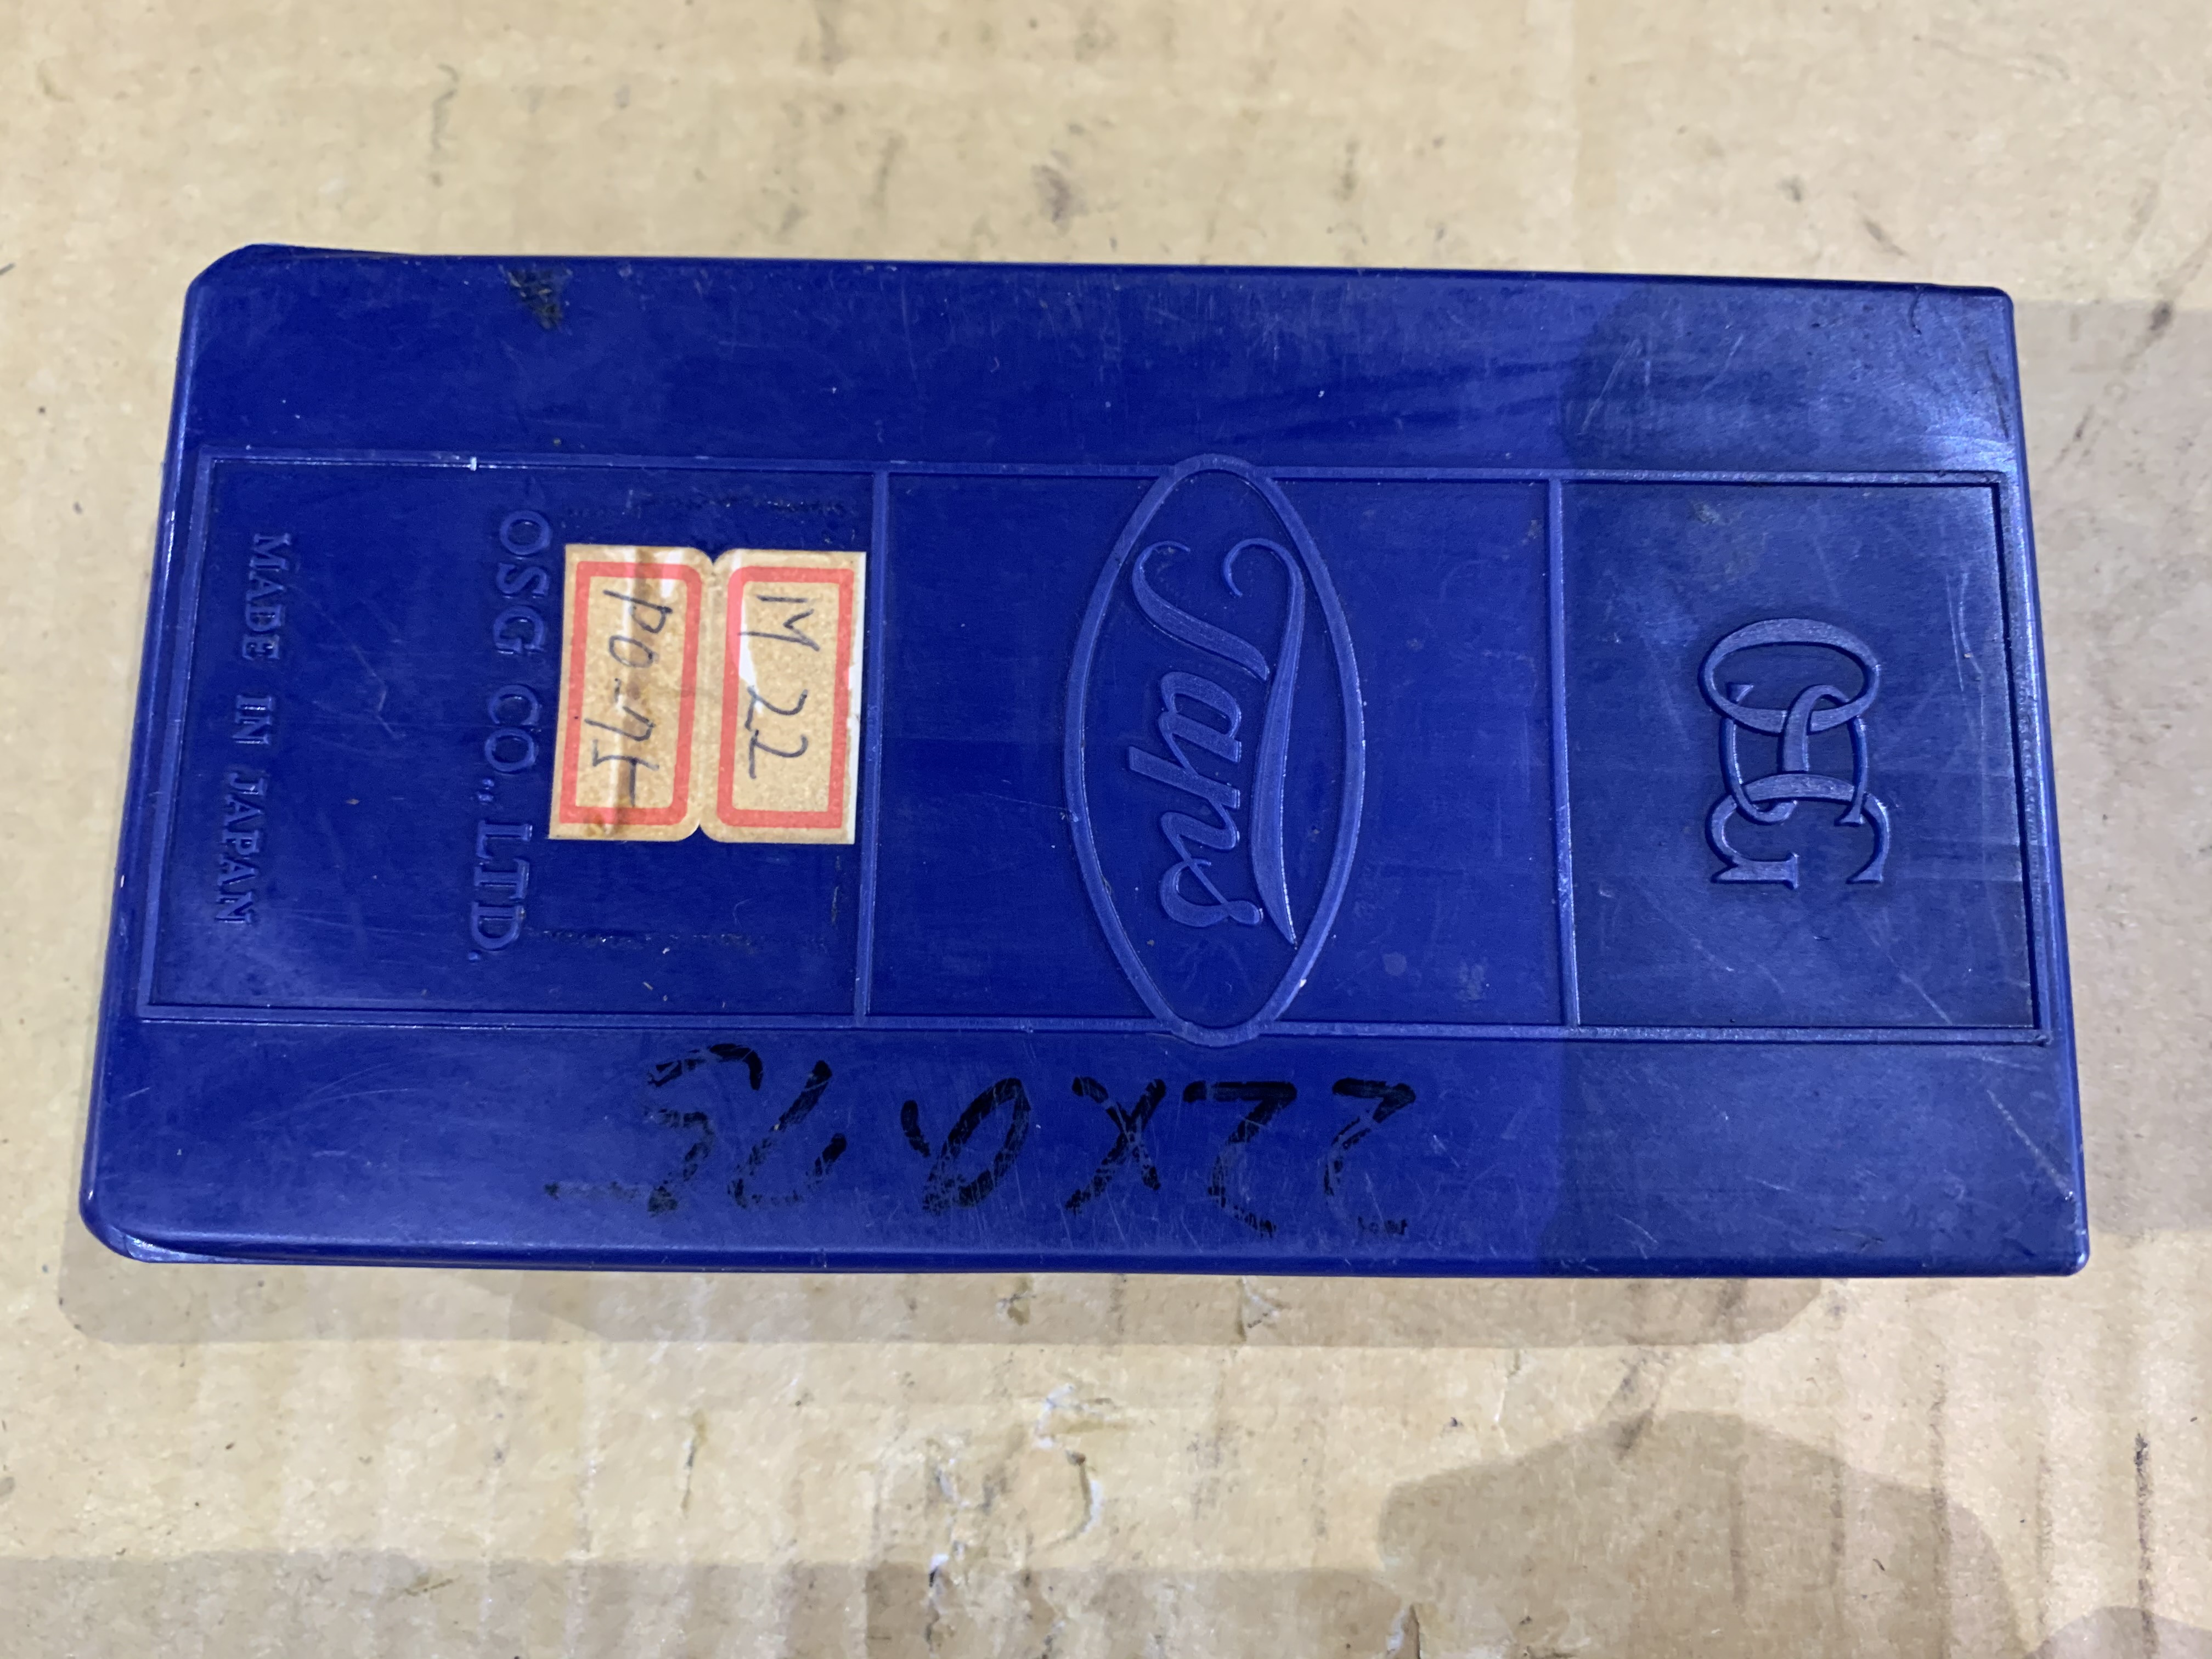 OSG
Taps
M22
P0.75
OSG CO., LTD.
MADE IN JAPAN
22X0.75